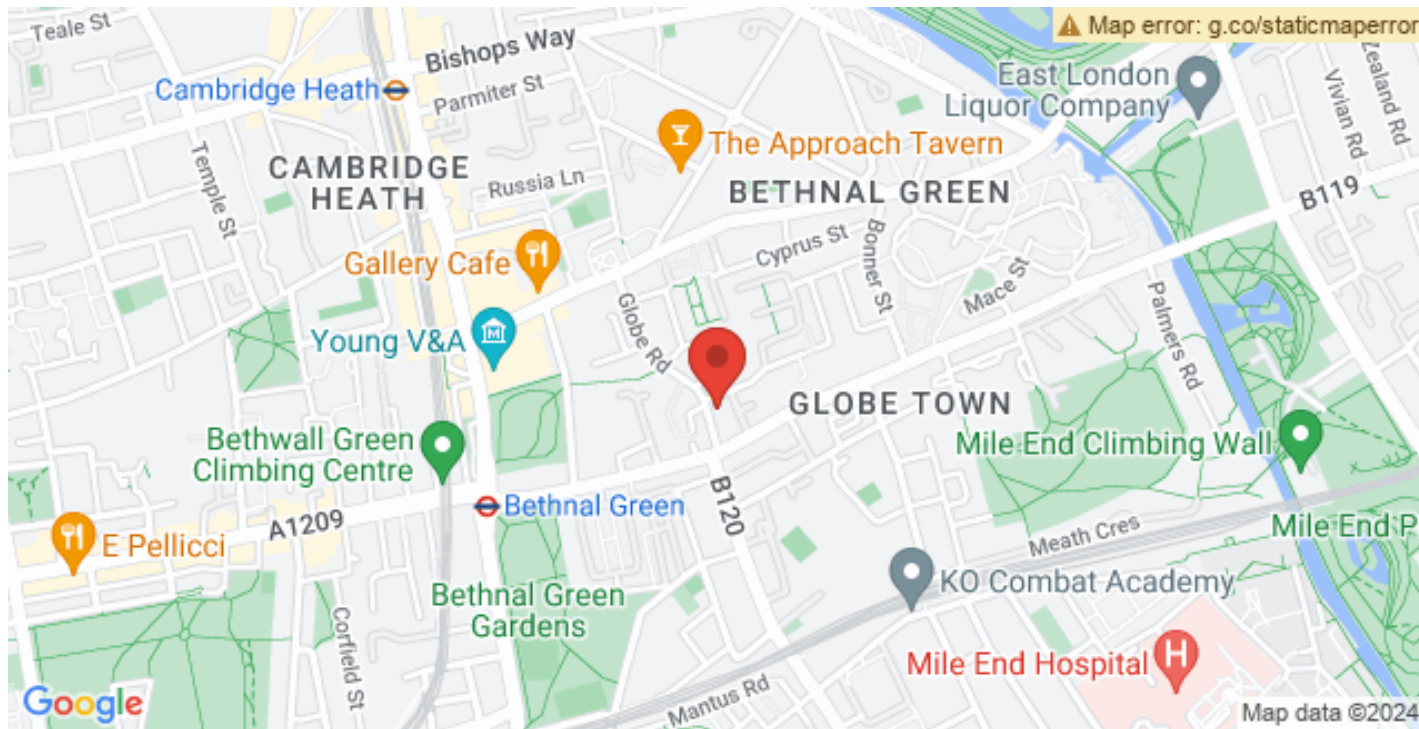 Teale St
Bishops Way
Map error: g.co/staticmaperror
Zealand Rd
Vivian Rd
Cambridge Heath
Parmiter St
East London
Liquor Company
The Approach Tavern
Temple St
CAMBRIDGE
HEATH
Russia Ln
BETHNAL GREEN
B119
Gallery Cafe
Cyprus St
Bonner St
Mace St
Palmers Rd
Globe Rd
Young V&A
GLOBE TOWN
Bethwall Green
Climbing Centre
Mile End Climbing Wall
Bethnal Green
B120
A1209
E Pellicci
Meath Cres
Mile End P
KO Combat Academy
Bethnal Green
Gardens
Corfield St
Mile End Hospital
H
Mantus Rd
Google
Map data ©2024